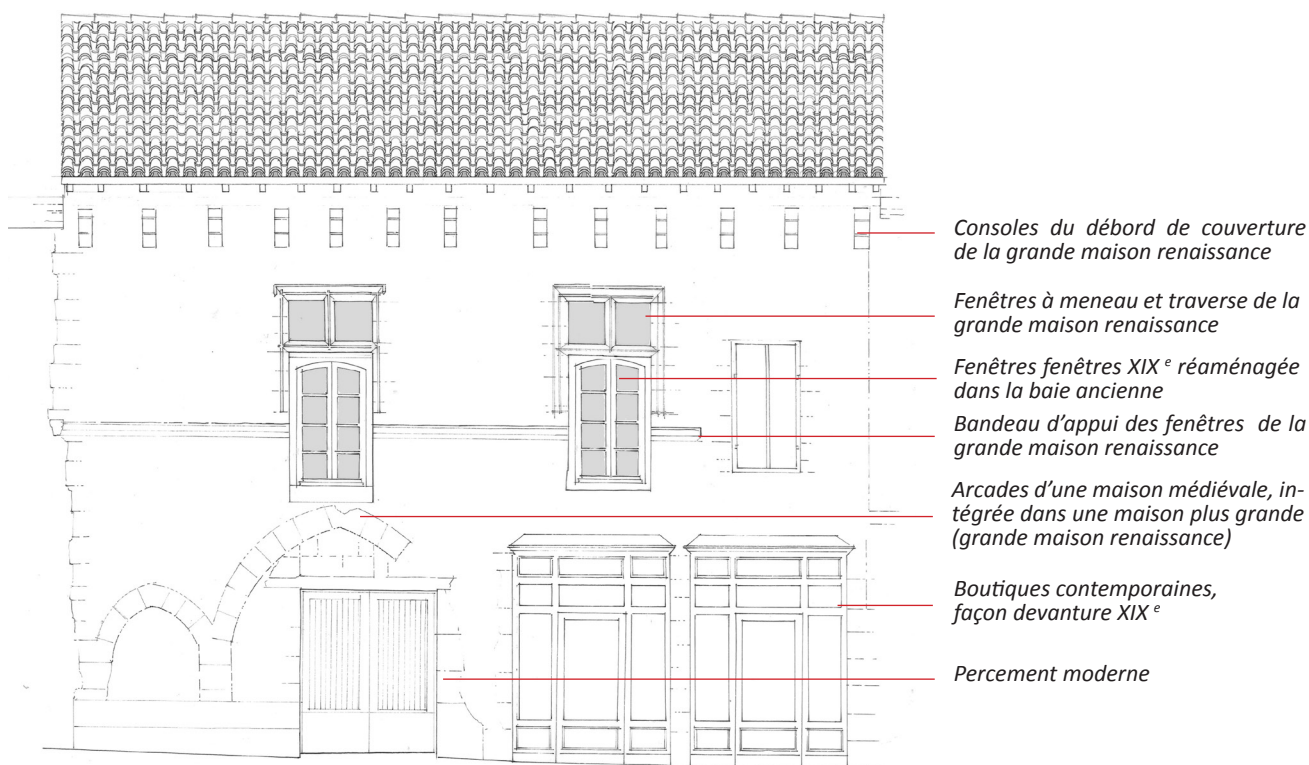 Consoles du débord de couverture
de la grande maison renaissance
Fenêtres à meneau et traverse de la
grande maison renaissance
Fenêtres fenêtres XIX e réaménagée
dans la baie ancienne
Bandeau d'appui des fenêtres de la
grande maison renaissance
Arcades d'une maison médiévale, in-
tégrée dans une maison plus grande
(grande maison renaissance)
Boutiques contemporaines,
façon devanture XIX e
Percement moderne